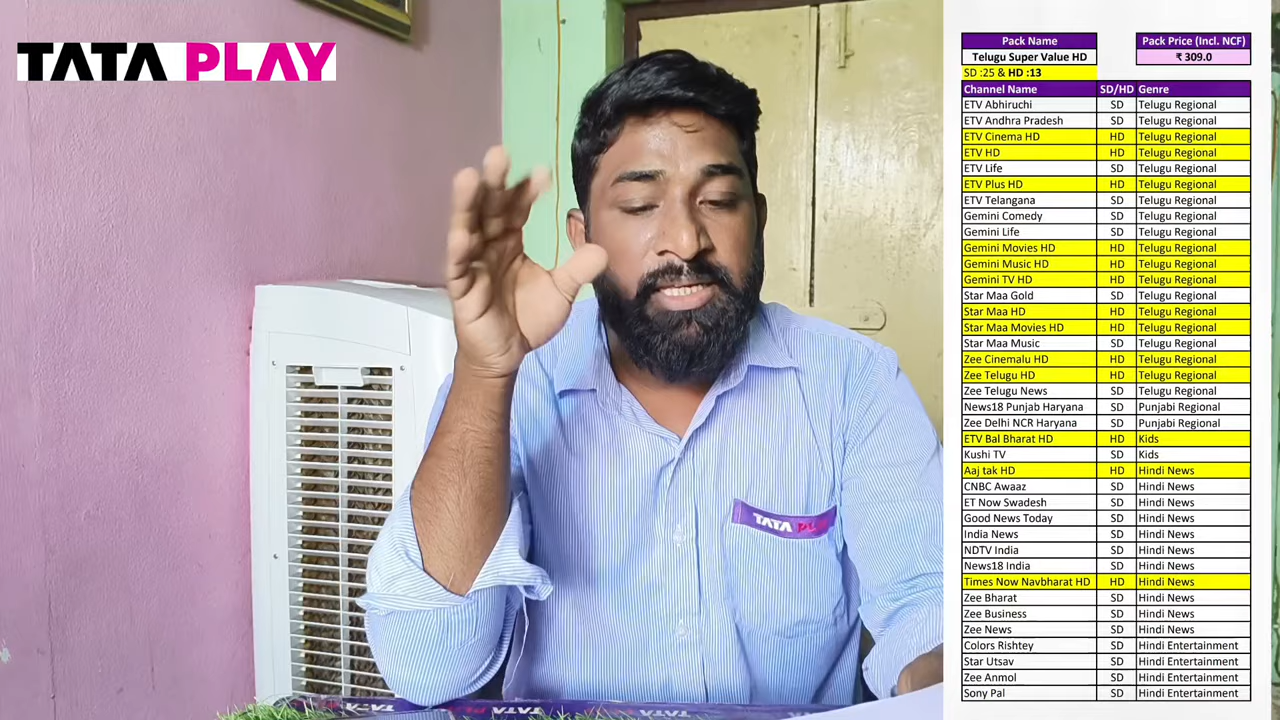 TATA PLAY
Pack Name Pack Price (Incl. NCF)
Telugu Super Value HD ₹ 309.0
SD :25 & HD :13
Channel Name SD/HD Genre
ETV Abhiruchi SD Telugu Regional
ETV Andhra Pradesh SD Telugu Regional
ETV Cinema HD HD Telugu Regional
ETV HD HD Telugu Regional
ETV Life SD Telugu Regional
ETV Plus HD HD Telugu Regional
ETV Telangana SD Telugu Regional
Gemini Comedy SD Telugu Regional
Gemini Life SD Telugu Regional
Gemini Movies HD HD Telugu Regional
Gemini Music HD HD Telugu Regional
Gemini TV HD HD Telugu Regional
Star Maa Gold SD Telugu Regional
Star Maa HD HD Telugu Regional
Star Maa Movies HD HD Telugu Regional
Star Maa Music SD Telugu Regional
Zee Cinemalu HD HD Telugu Regional
Zee Telugu HD HD Telugu Regional
Zee Telugu News SD Telugu Regional
News18 Punjab Haryana SD Punjabi Regional
Zee Delhi NCR Haryana SD Punjabi Regional
ETV Bal Bharat HD HD Kids
Kushi TV SD Kids
Aaj tak HD HD Hindi News
CNBC Awaaz SD Hindi News
ET Now Swadesh SD Hindi News
Good News Today SD Hindi News
India News SD Hindi News
NDTV India SD Hindi News
News18 India SD Hindi News
Times Now Navbharat HD HD Hindi News
Zee Bharat SD Hindi News
Zee Business SD Hindi News
Zee News SD Hindi News
Colors Rishtey SD Hindi Entertainment
Star Utsav SD Hindi Entertainment
Zee Anmol SD Hindi Entertainment
Sony Pal SD Hindi Entertainment
TATA PLAY
TATA PLAY TATA PLAY TATA PLAY